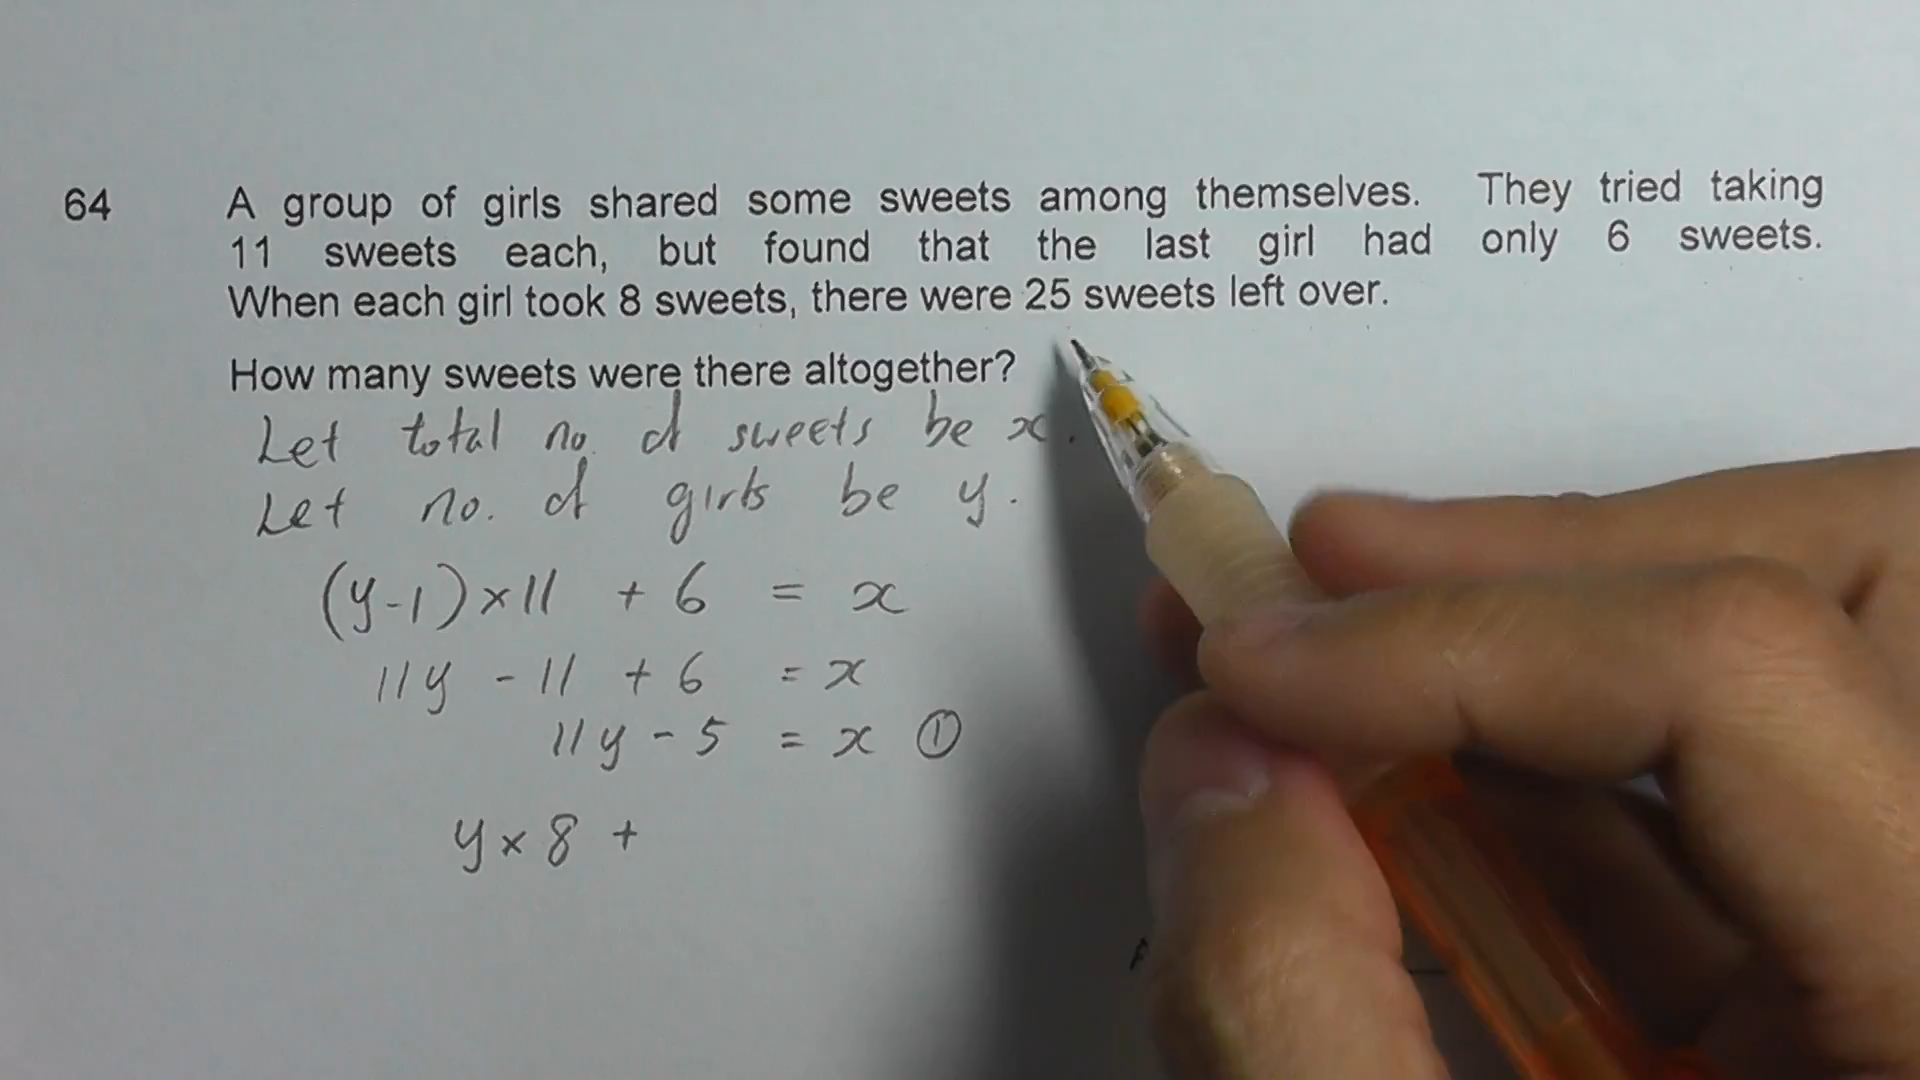 64 A group of girls shared some sweets among themselves. They tried taking
11 sweets each, but found that the last girl had only 6 sweets.
When each girl took 8 sweets, there were 25 sweets left over.
How many sweets were there altogether?
Let total no. of sweets be x.
Let no. of girls be y.
(y-1)×11 + 6 = x
11y - 11 + 6 = x
11y - 5 = x ①
y × 8 +